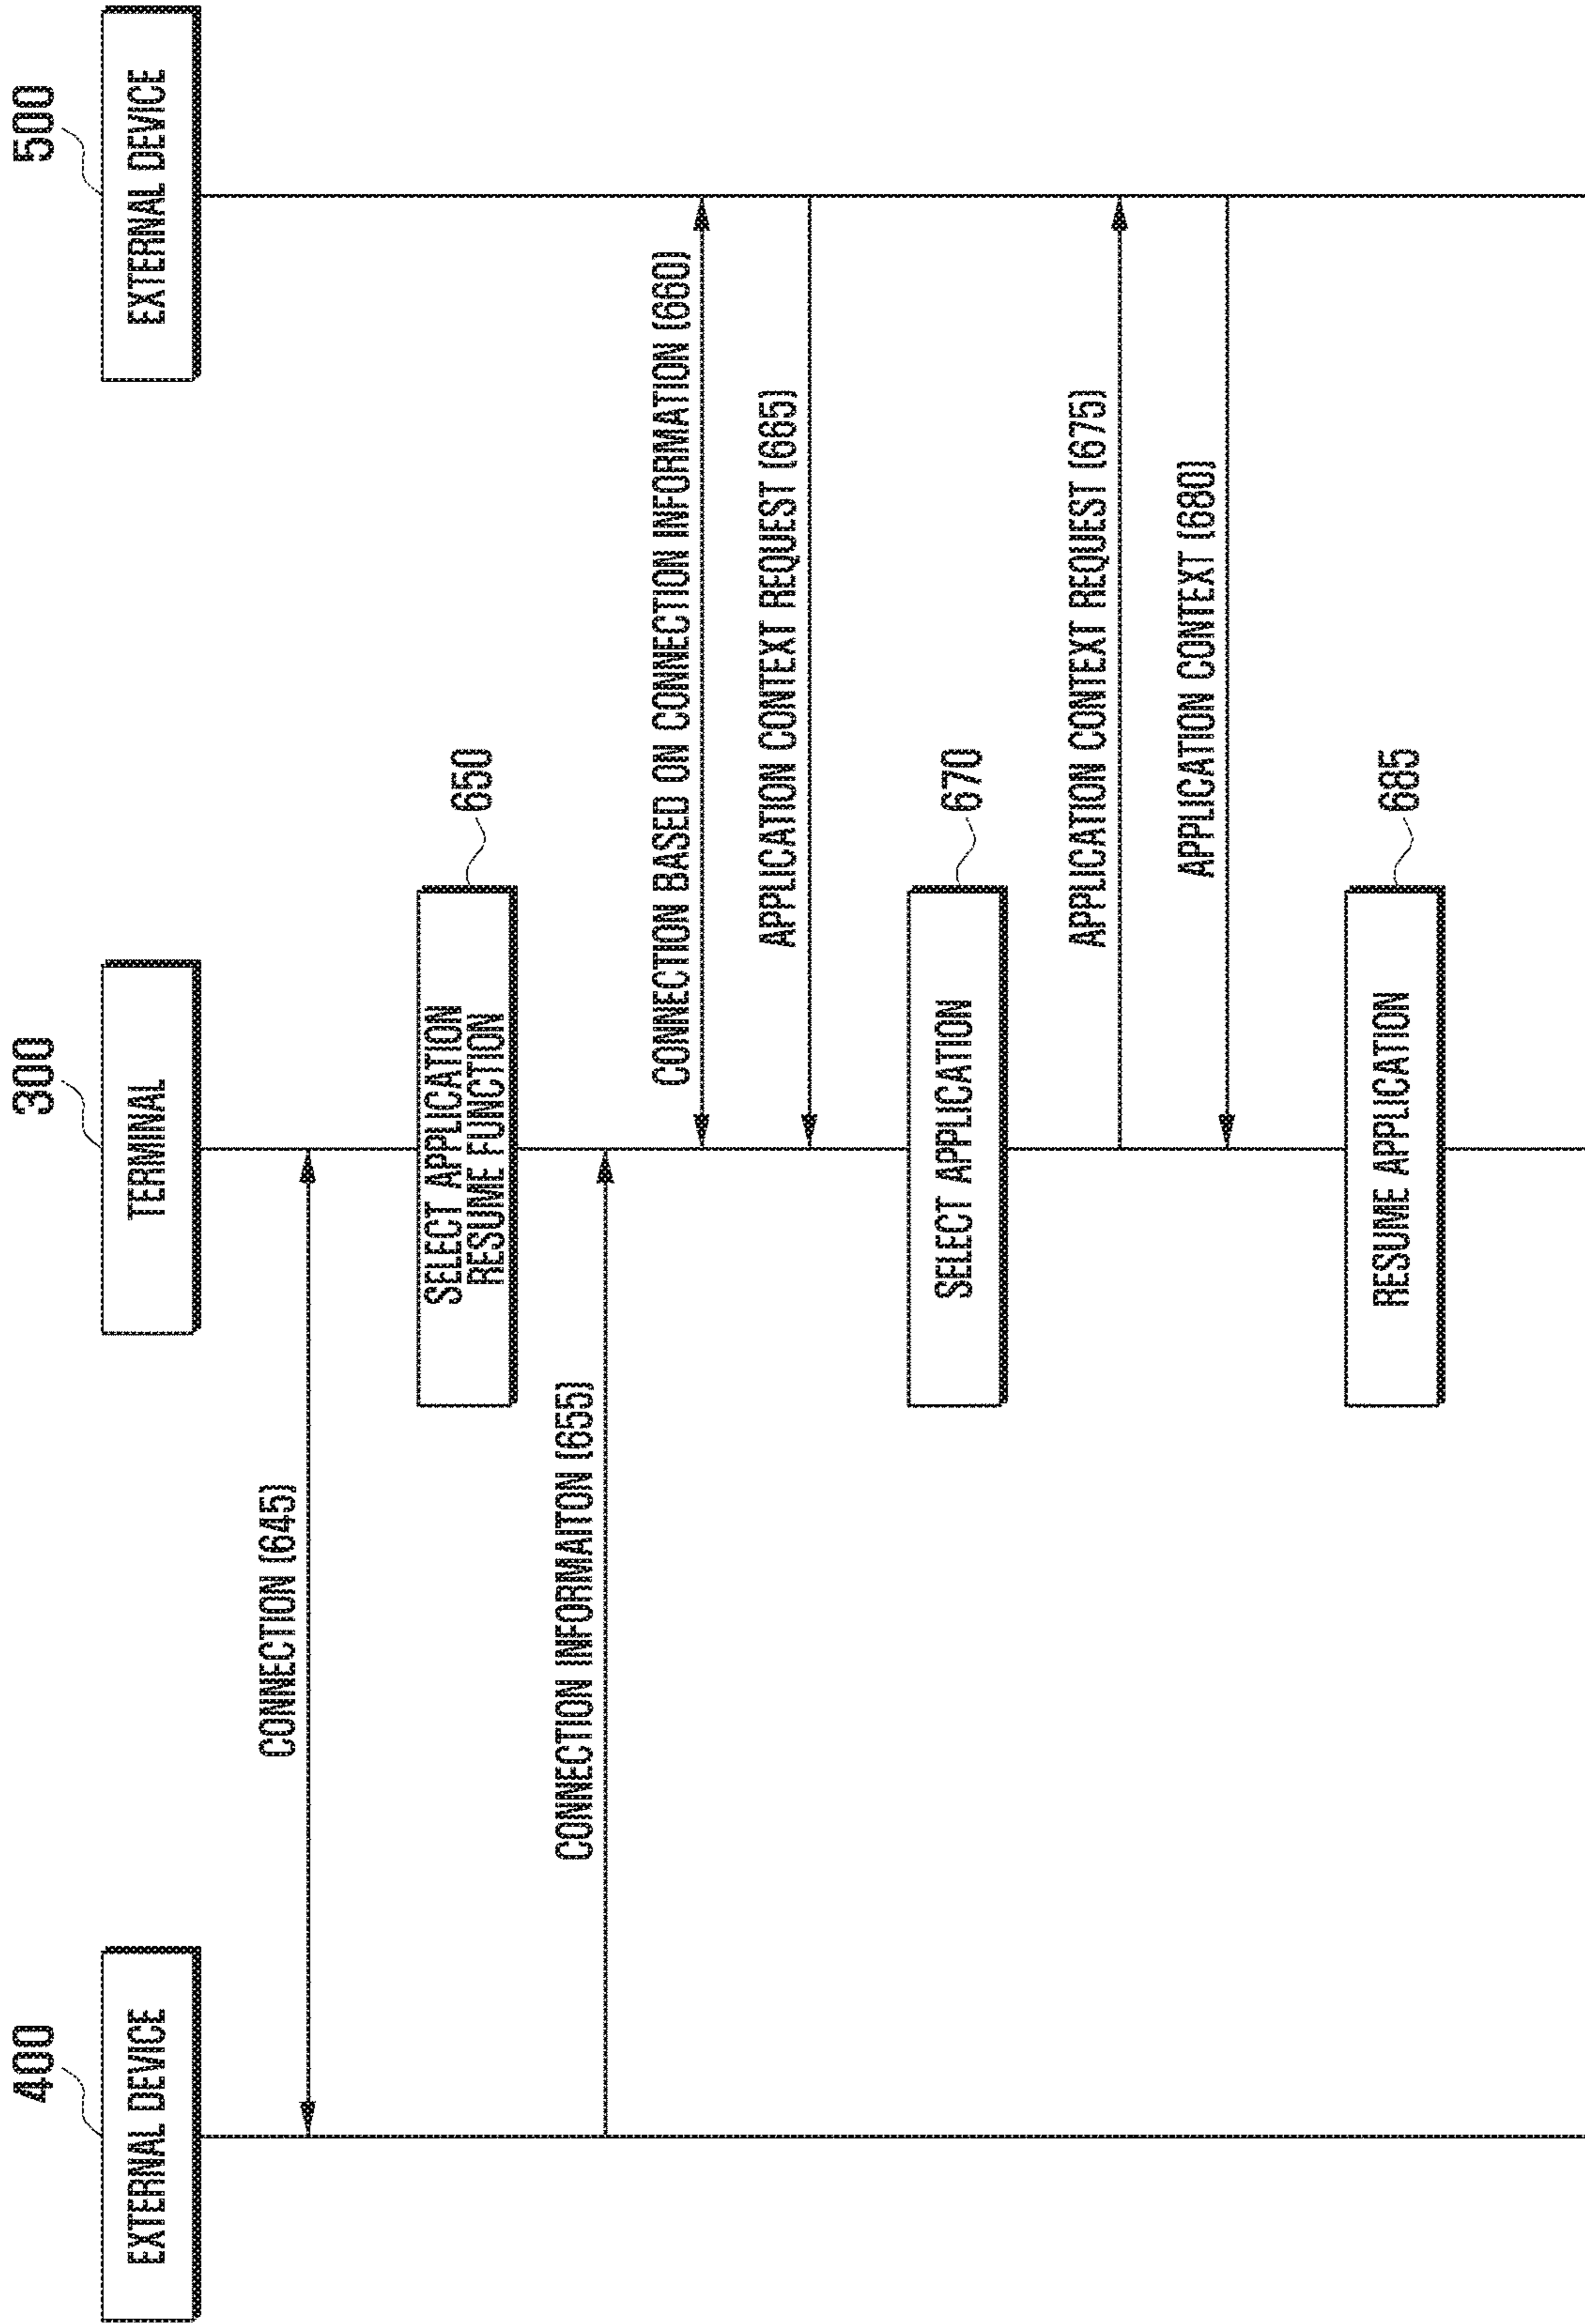 400
300
500
EXTERNAL DEVICE
TERMINAL
EXTERNAL DEVICE
CONNECTION (645)
SELECT APPLICATION
RESUME FUNCTION
650
CONNECTION INFORMAITON (655)
CONNECTION BASED ON CONNECTION INFORMATION (660)
APPLICATION CONTEXT REQUEST (665)
SELECT APPLICATION
670
APPLICATION CONTEXT REQUEST (675)
APPLICATION CONTEXT (680)
RESUME APPLICATION
685